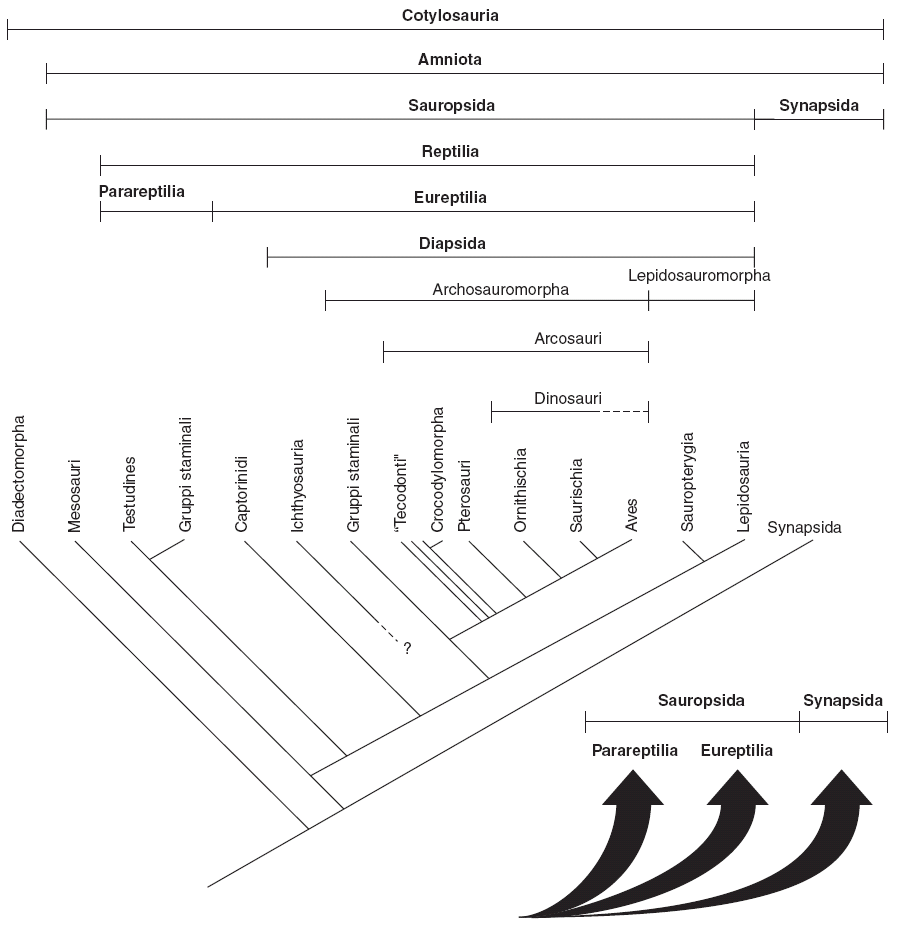 Cotylosauria
Amniota
Sauropsida
Synapsida
Reptilia
Parareptilia
Eureptilia
Diapsida
Lepidosauromorpha
Archosauromorpha
Arcosauri
Dinosauri
Diadectomorpha
Mesosauri
Testudines
Gruppi staminali
Captorinidi
Ichthyosauria
Gruppi staminali
"Tecodonti"
Crocodylomorpha
Pterosauri
Ornithischia
Saurischia
Aves
Sauropterygia
Lepidosauria
Synapsida
?
Sauropsida
Synapsida
Parareptilia
Eureptilia